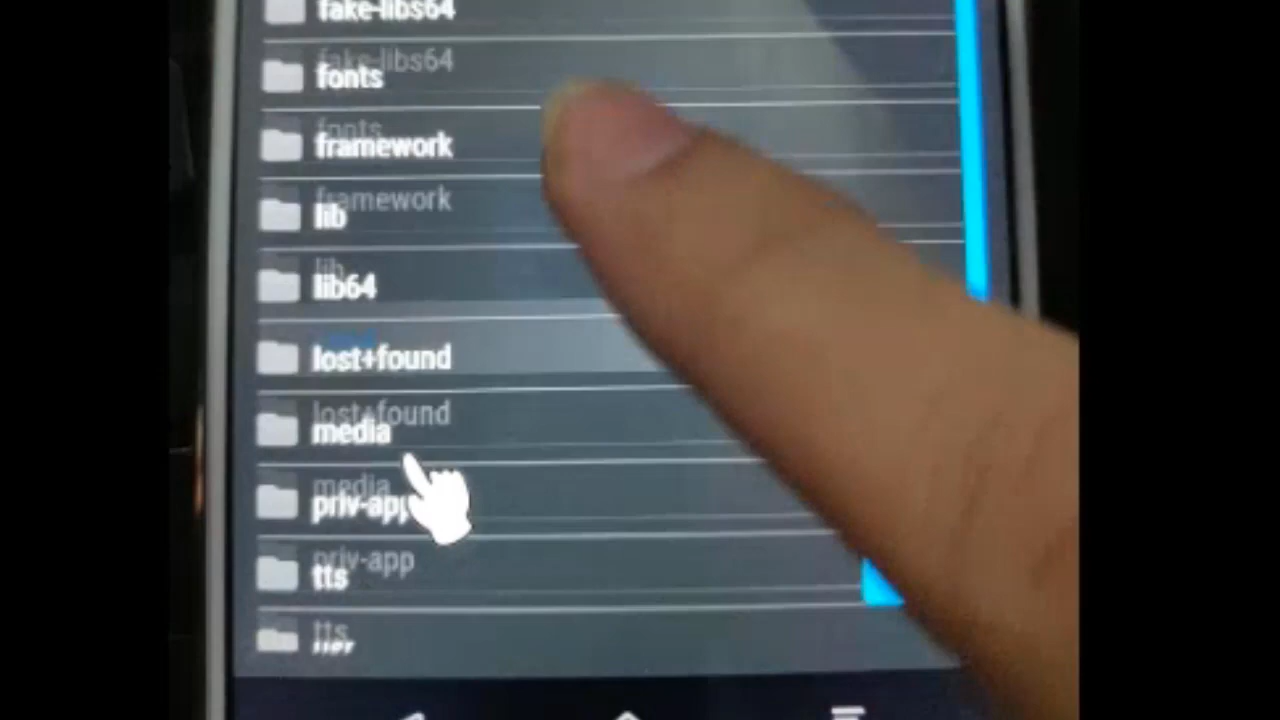 fake-libs64
fake-libs64
fonts
fonts
framework
framework
lib
lib
lib64
lost+found
lost+found
media
media
priv-app
priv-app
tts
tts